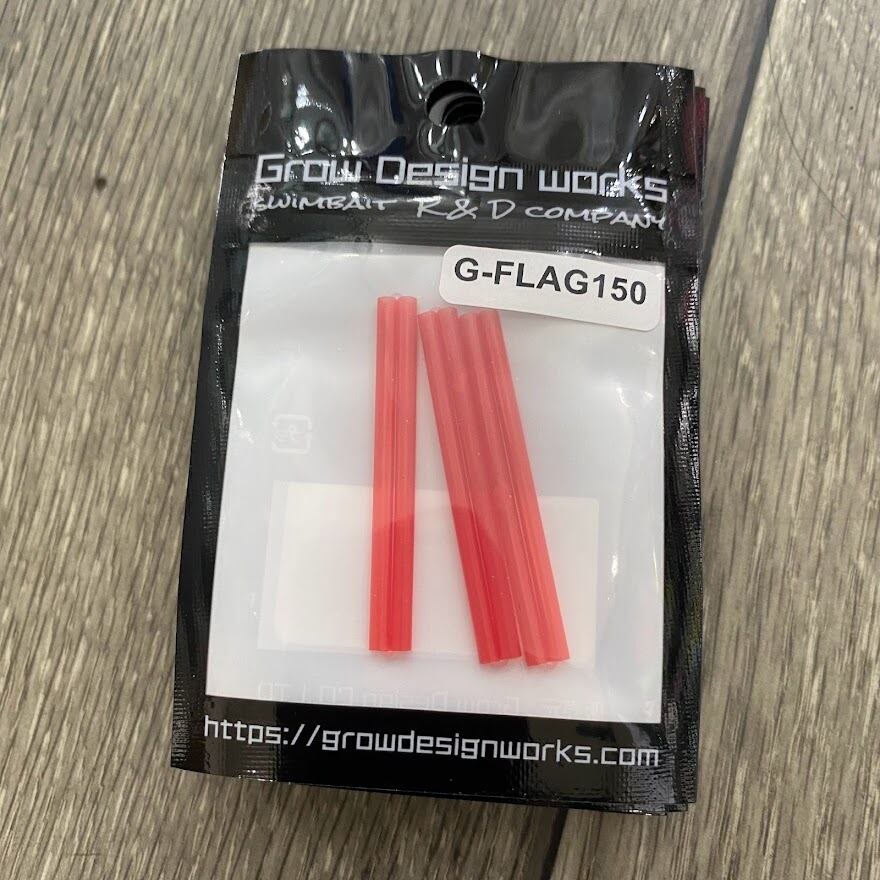 Grow Design works
SWIMBAIT R & D COMPANY
G-FLAG150
https://growdesignworks.com